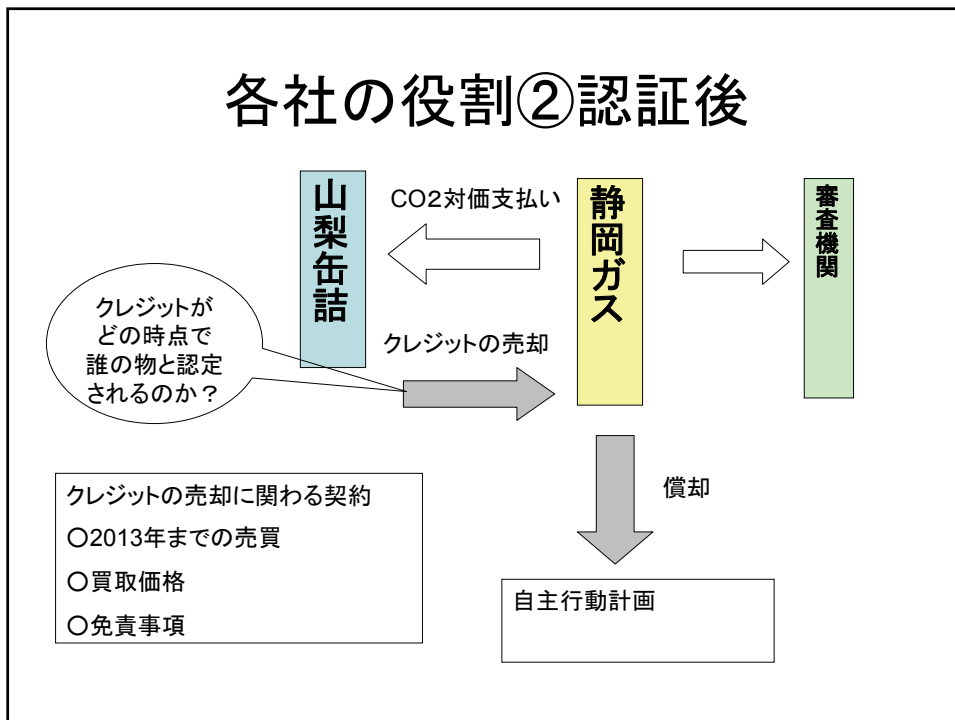 各社の役割②認証後
山梨缶詰
CO2対価支払い
静岡ガス
審査機関
クレジットが
どの時点で
誰の物と認定
されるのか？
クレジットの売却
クレジットの売却に関わる契約
〇2013年までの売買
〇買取価格
〇免責事項
償却
自主行動計画